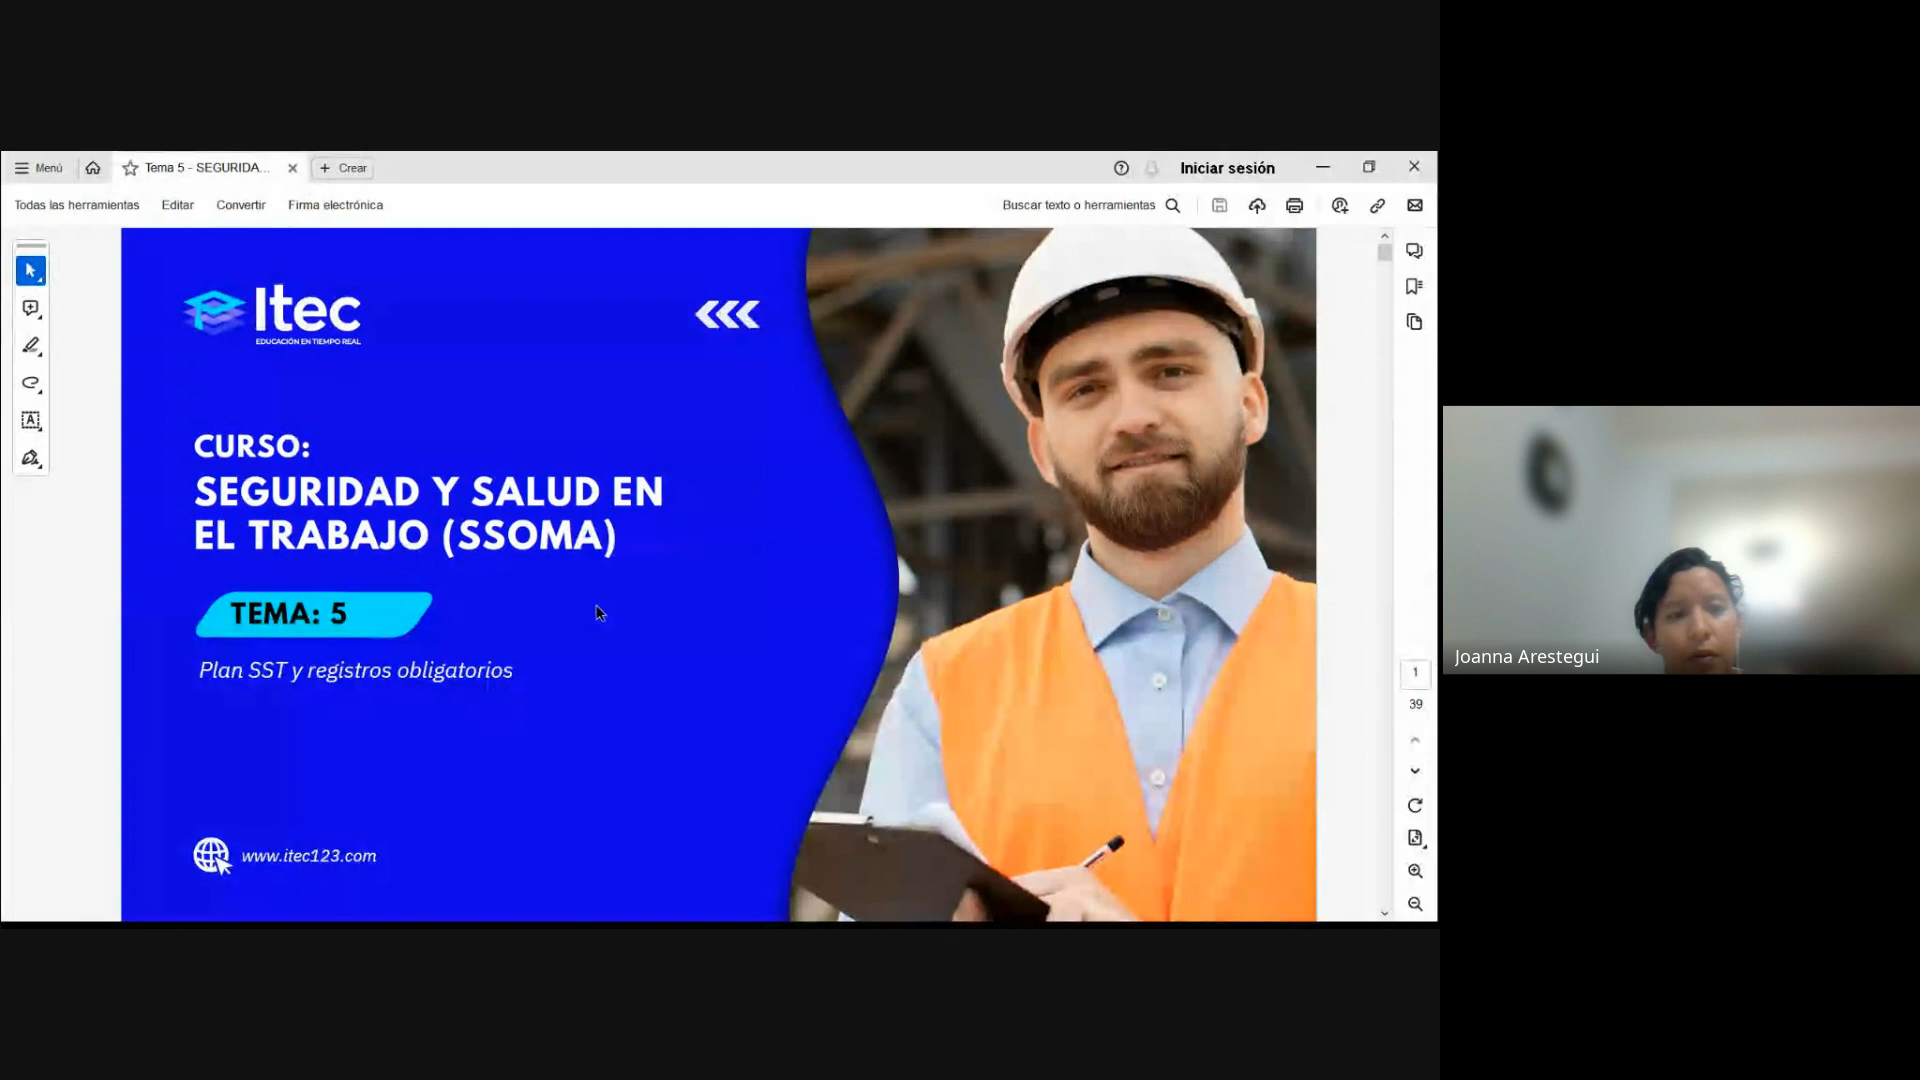 Menú
Tema 5 - SEGURIDA...
Crear
Iniciar sesión
Todas las herramientas
Editar
Convertir
Firma electrónica
Buscar texto o herramientas
Itec
EDUCACIÓN EN TIEMPO REAL
CURSO:
SEGURIDAD Y SALUD EN
EL TRABAJO (SSOMA)
TEMA: 5
Plan SST y registros obligatorios
www.itec123.com
1
39
Joanna Arestegui